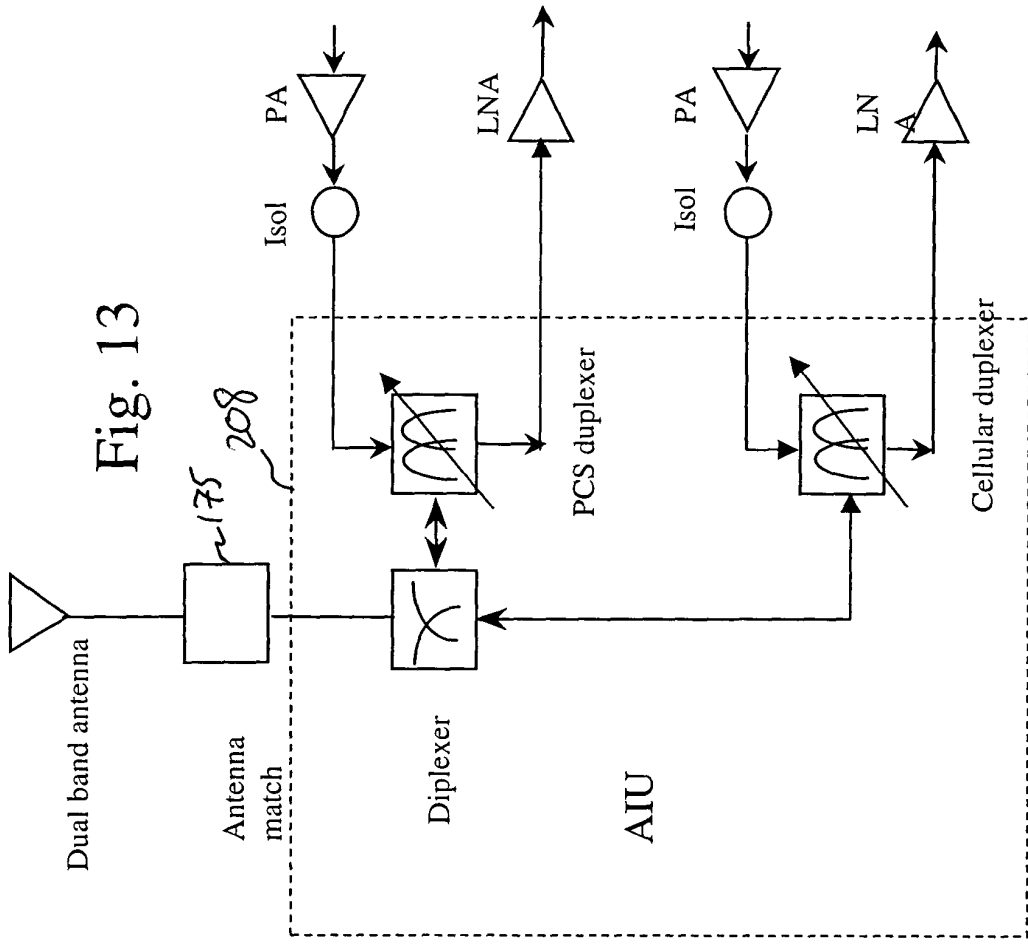 Fig. 13
Dual band antenna
Antenna
match
175
208
Diplexer
AIU
PCS duplexer
Isol
PA
LNA
Cellular duplexer
Isol
PA
LN
A